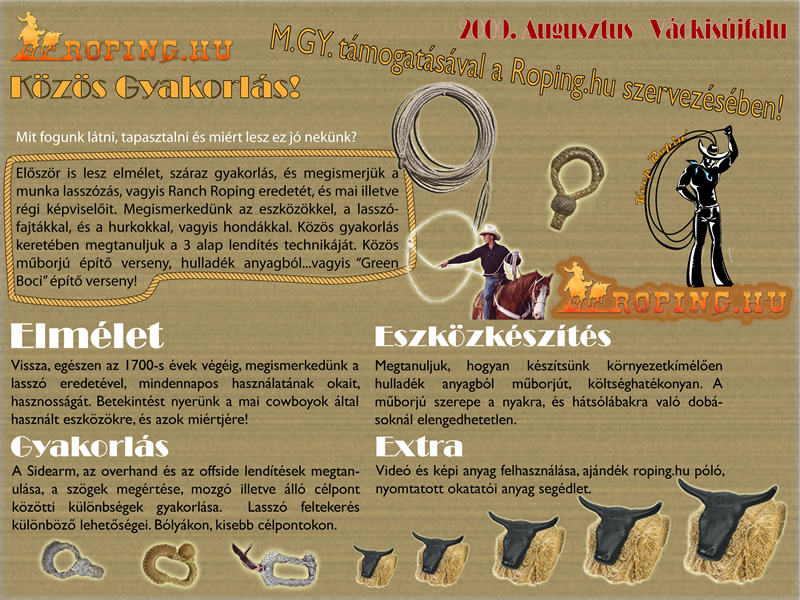 ROPING.HU
2009. Augusztus Váckisújfalu
M.GY. támogatásával a Roping.hu szervezésében!
Közös Gyakorlás!
Mit fogunk látni, tapasztalni és miért lesz ez jó nekünk?
Először is lesz elmélet, száraz gyakorlás, és megismerjük a
munka lasszózás, vagyis Ranch Roping eredetét, és mai illetve
régi képviselőit. Megismerkedünk az eszközökkel, a lasszó-
fajtákkal, és a hurkokkal, vagyis hondákkal. Közös gyakorlás
keretében megtanuljuk a 3 alap lendítés technikáját. Közös
műborjú építő verseny, hulladék anyagból...vagyis “Green
Boci” építő verseny!
ROPING.HU
Elmélet
Vissza, egészen az 1700-s évek végéig, megismerkedünk a
lasszó eredetével, mindennapos használatának okait,
hasznosságát. Betekintést nyerünk a mai cowboyok által
használt eszközökre, és azok miértjére!
Eszközkészítés
Megtanuljuk, hogyan készítsünk környezetkímélően
hulladék anyagból műborjút, költséghatékonyan. A
műborjú szerepe a nyakra, és hátsólábakra való dobá-
soknál elengedhetetlen.
Gyakorlás
A Sidearm, az overhand és az offside lendítések megtan-
ulása, a szögek megértése, mozgó illetve álló célpont
közötti különbségek gyakorlása. Lasszó feltekerés
különböző lehetőségei. Bólyákon, kisebb célpontokon.
Extra
Videó és képi anyag felhasználása, ajándék roping.hu póló,
nyomtatott okatatói anyag segédlet.